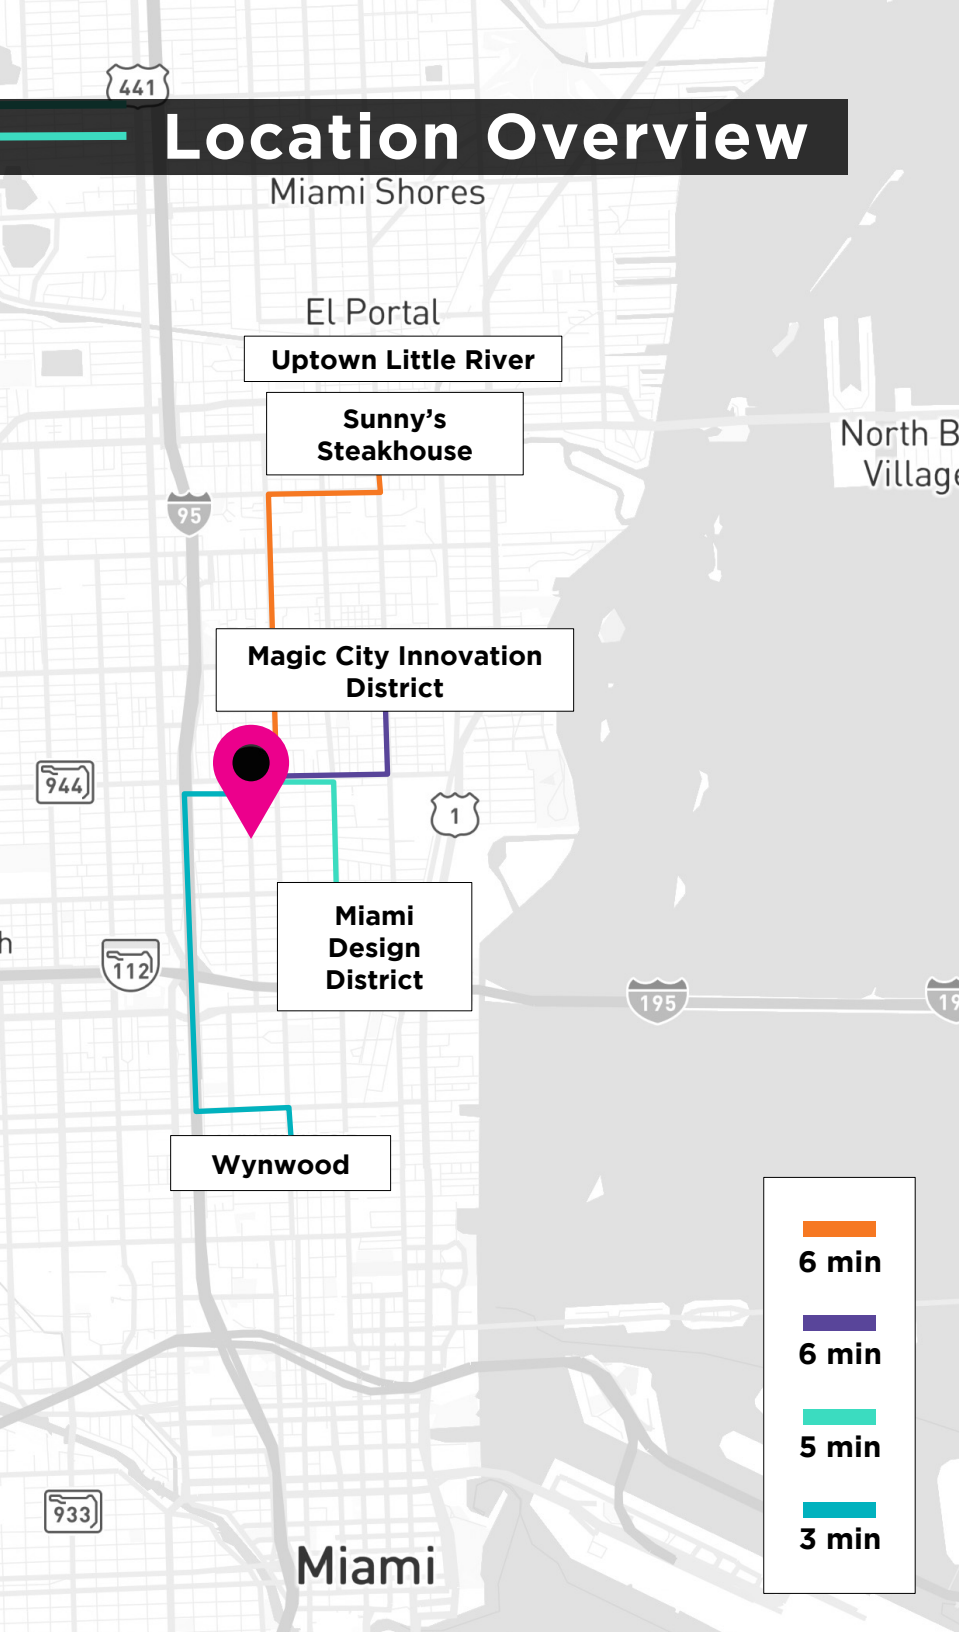 441
Location Overview
Miami Shores
El Portal
Uptown Little River
Sunny's
Steakhouse
North B
Village
95
Magic City Innovation
District
944
1
Miami
Design
District
h
112
195
19
Wynwood
6 min
6 min
5 min
3 min
933
Miami